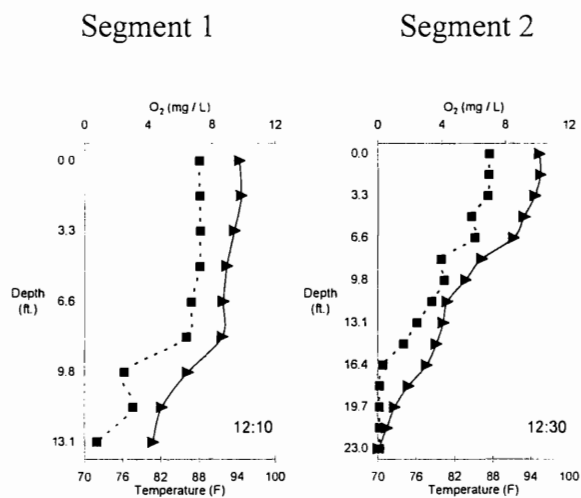 Segment 1
O₂ (mg / L)
0 4 8 12
0 0
3.3
6.6
9.8
13.1
Depth
(ft.)
12:10
70 76 82 88 94 100
Temperature (F)
Segment 2
O₂ (mg / L)
0 4 8 12
0.0
3.3
6.6
9.8
13.1
16.4
19.7
23.0
Depth
(ft.)
12:30
70 76 82 88 94 100
Temperature (F)